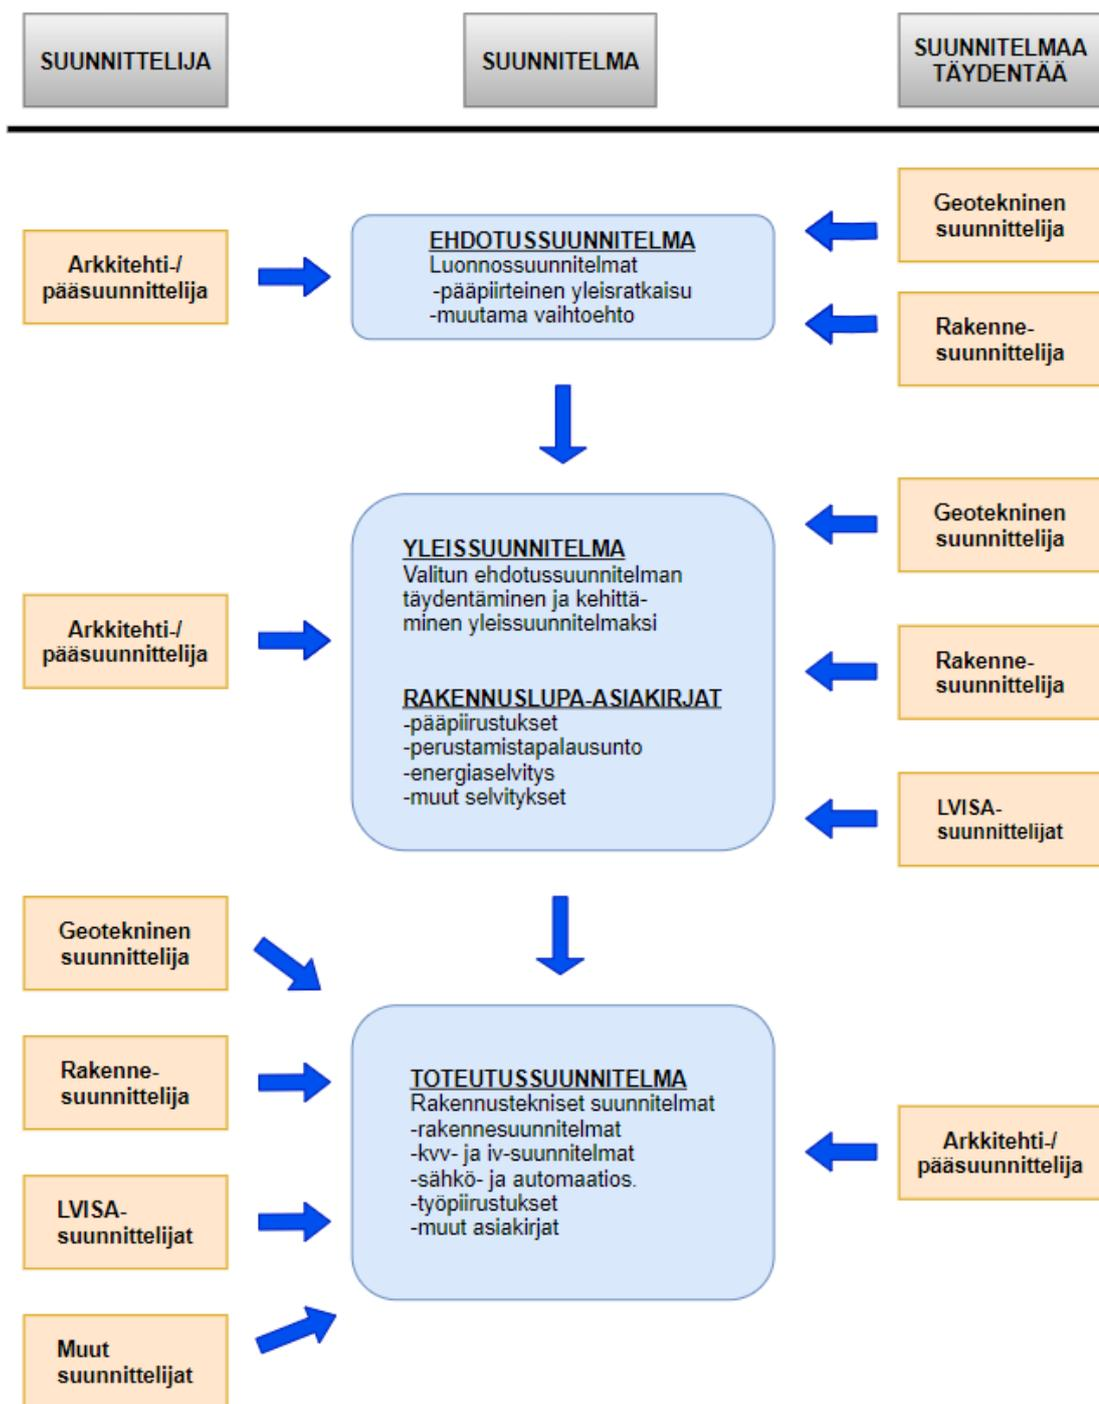 SUUNNITTELIJA
SUUNNITELMA
SUUNNITELMAA
TÄYDENTÄÄ
Arkkitehti-/
pääsuunnittelija
EHDOTUSSUUNNITELMA
Luonnossuunnitelmat
-pääpiirteinen yleisratkaisu
-muutama vaihtoehto
Geotekninen
suunnittelija
Rakenne-
suunnittelija
Arkkitehti-/
pääsuunnittelija
YLEISSUUNNITELMA
Valitun ehdotussuunnitelman
täydentäminen ja kehittä-
minen yleissuunnitelmaksi
RAKENNUSLUPA-ASIAKIRJAT
-pääpiirustukset
-perustamistapalausunto
-energiaselvitys
-muut selvitykset
Geotekninen
suunnittelija
Rakenne-
suunnittelija
LVISA-
suunnittelijat
Geotekninen
suunnittelija
Rakenne-
suunnittelija
LVISA-
suunnittelijat
Muut
suunnittelijat
TOTEUTUSSUUNNITELMA
Rakennustekniset suunnitelmat
-rakennesuunnitelmat
-kvv- ja iv-suunnitelmat
-sähkö- ja automaatios.
-työpiirustukset
-muut asiakirjat
Arkkitehti-/
pääsuunnittelija